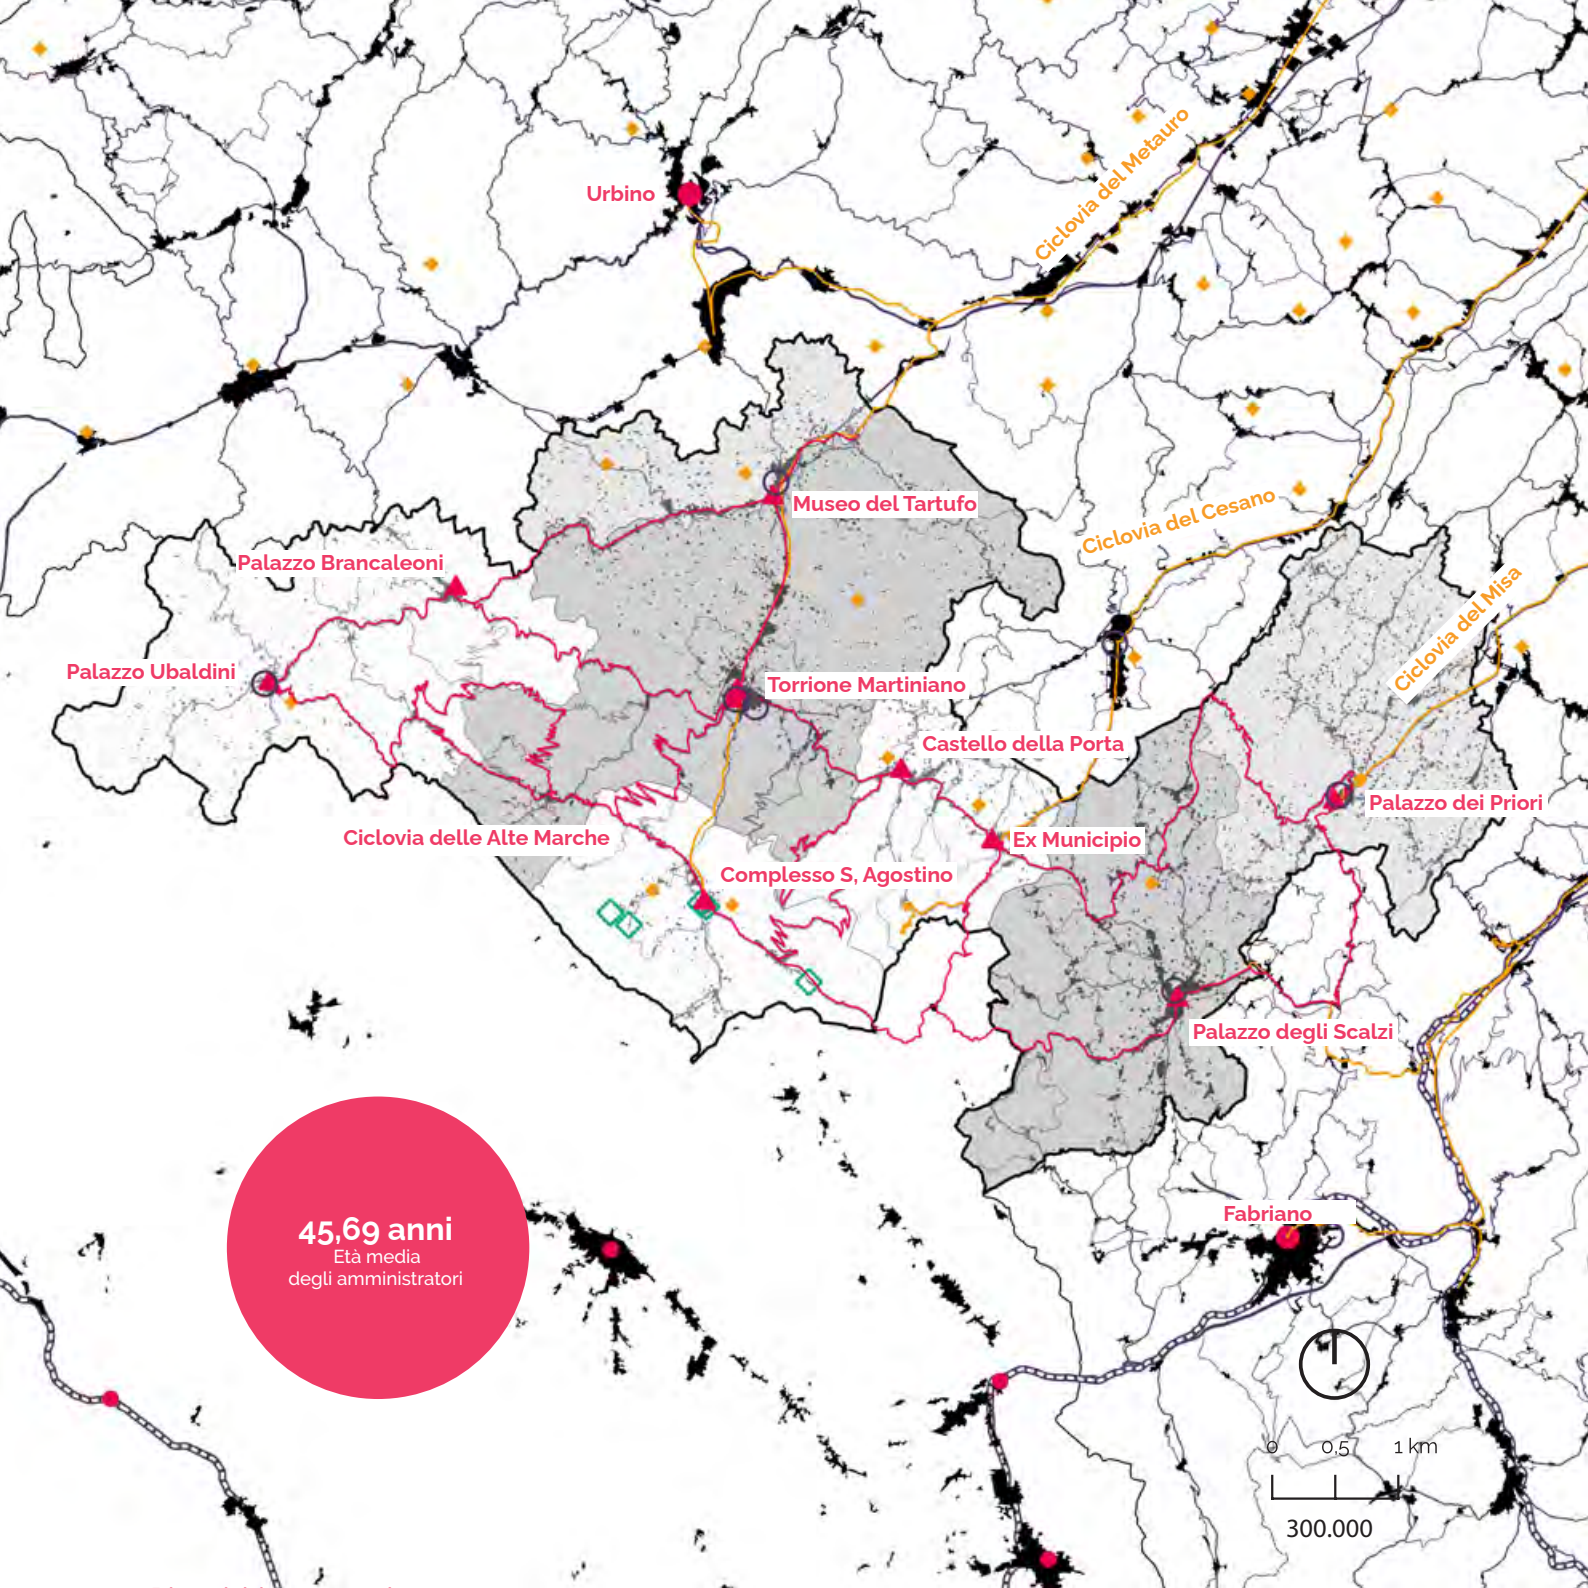 Ciclovia del Metauro
Urbino
Ciclovia del Cesano
Museo del Tartufo
Palazzo Brancaleoni
Ciclovia del Misa
Palazzo Ubaldini
Torrione Martiniano
Castello della Porta
Palazzo dei Priori
Ciclovia delle Alte Marche
Ex Municipio
Complesso S, Agostino
Palazzo degli Scalzi
45,69 anni
Età media
degli amministratori
Fabriano
0 0,5 1 km
300.000